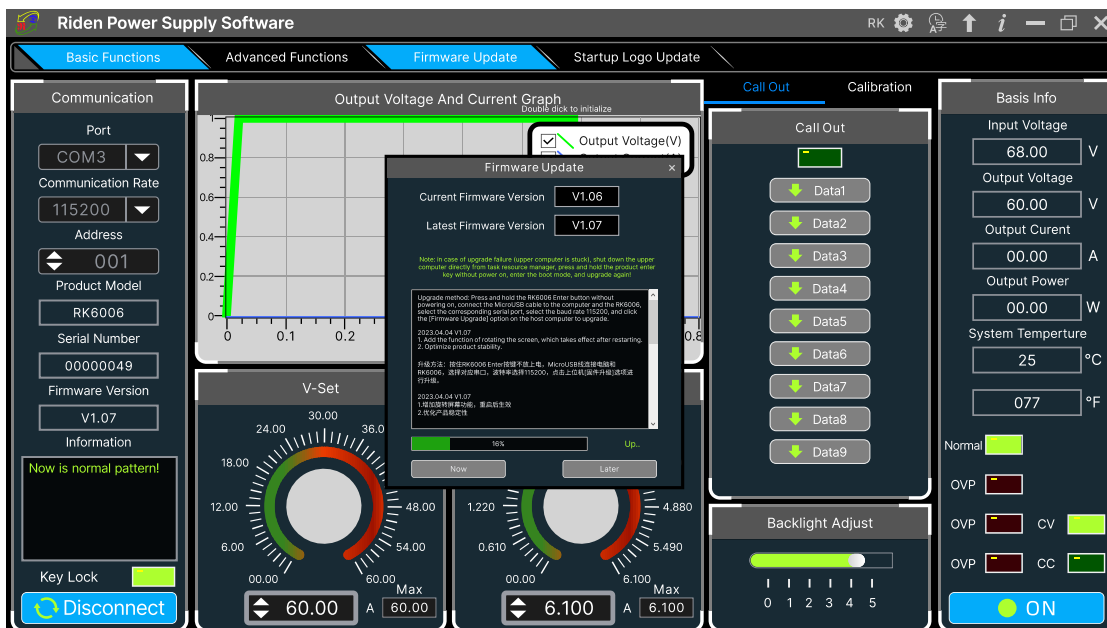 Riden Power Supply Software
RK
Basic Functions
Advanced Functions
Firmware Update
Startup Logo Update
Communication
Port
COM3
Communication Rate
115200
Address
001
Product Model
RK6006
Serial Number
00000049
Firmware Version
V1.07
Information
Now is normal pattern!
Key Lock
Disconnect
Output Voltage And Current Graph
Double dick to initialize
Output Voltage(V)
1
0.8
0.6
0.4
0.2
0
0 0.1 0.2 0.8
Firmware Update
Current Firmware Version V1.06
Latest Firmware Version V1.07
Note: in case of upgrade failure (upper computer is stuck), shut down the upper
computer directly from task resource manager, press and hold the product enter
key without power on, enter the boot mode, and upgrade again!
Upgrade method: Press and hold the RK6006 Enter button without
powering on, connect the MicroUSB cable to the computer and the RK6006,
select the corresponding serial port, select the baud rate 115200, and click
the [Firmware Upgrade] option on the host computer to upgrade.
2023.04.04 V1.07
1. Add the function of rotating the screen, which takes effect after restarting.
2. Optimize product stability.
升级方法：按住RK6006 Enter按键不放上电，MicroUSB线连接电脑和
RK6006，选择对应串口，波特率选择115200，点击上位机[固件升级]选项进
行升级。
2023.04.04 V1.07
1.增加旋转屏幕功能，重启后生效
2.优化产品稳定性
16%
Up..
Now
Later
V-Set
00.00
6.00
12.00
18.00
24.00
30.00
36.0
48.00
54.00
60.00
Max
60.00 A 60.00
00.00
0.610
1.220
4.880
5.490
6.100
Max
6.100 A 6.100
Call Out
Calibration
Call Out
Data1
Data2
Data3
Data4
Data5
Data6
Data7
Data8
Data9
Backlight Adjust
0 1 2 3 4 5
Basis Info
Input Voltage
68.00 V
Output Voltage
60.00 V
Output Curent
00.00 A
Output Power
00.00 W
System Temperture
25 °C
077 °F
Normal
OVP
OVP CV
OVP CC
ON